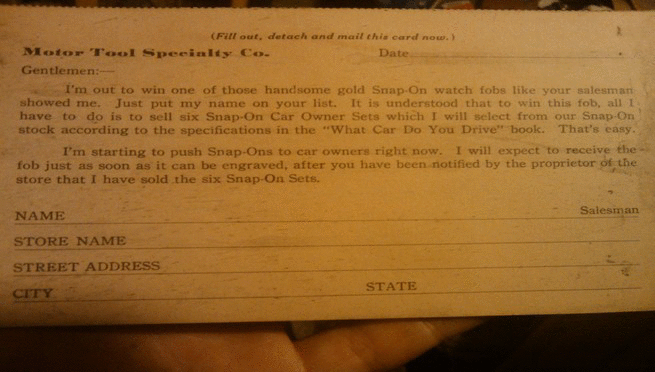 (Fill out, detach and mail this card now.)
Motor Tool Specialty Co. Date
Gentlemen:—
I'm out to win one of those handsome gold Snap-On watch fobs like your salesman
showed me. Just put my name on your list. It is understood that to win this fob, all I
have to do is to sell six Snap-On Car Owner Sets which I will select from our Snap-On
stock according to the specifications in the "What Car Do You Drive" book. That's easy.
I'm starting to push Snap-Ons to car owners right now. I will expect to receive the
fob just as soon as it can be engraved, after you have been notified by the proprietor of the
store that I have sold the six Snap-On Sets.
NAME Salesman
STORE NAME
STREET ADDRESS
CITY STATE